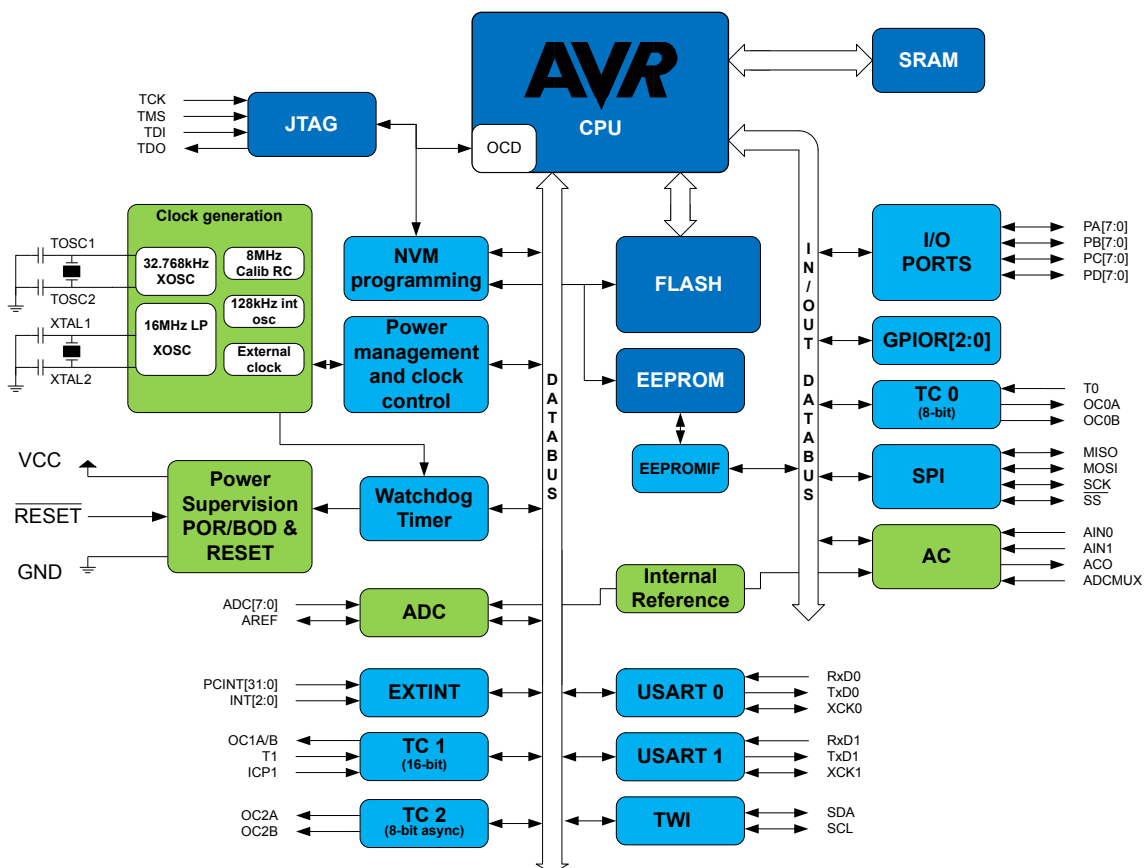 AVR
CPU
OCD
SRAM
TCK
TMS
TDI
TDO
JTAG
Clock generation
TOSC1
TOSC2
XTAL1
XTAL2
32.768kHz
XOSC
8MHz
Calib RC
16MHz LP
XOSC
128kHz int
osc
External
clock
NVM
programming
Power
management
and clock
control
FLASH
EEPROM
EEPROMIF
DATABUS
IN/OUT DATABUS
I/O
PORTS
PA[7:0]
PB[7:0]
PC[7:0]
PD[7:0]
GPIOR[2:0]
TC 0
(8-bit)
T0
OC0A
OC0B
SPI
MISO
MOSI
SCK
SS
AC
AIN0
AIN1
ACO
ADCMUX
VCC
RESET
GND
Power
Supervision
POR/BOD &
RESET
Watchdog
Timer
Internal
Reference
ADC[7:0]
AREF
ADC
PCINT[31:0]
INT[2:0]
EXTINT
OC1A/B
T1
ICP1
TC 1
(16-bit)
OC2A
OC2B
TC 2
(8-bit async)
USART 0
RxD0
TxD0
XCK0
USART 1
RxD1
TxD1
XCK1
TWI
SDA
SCL